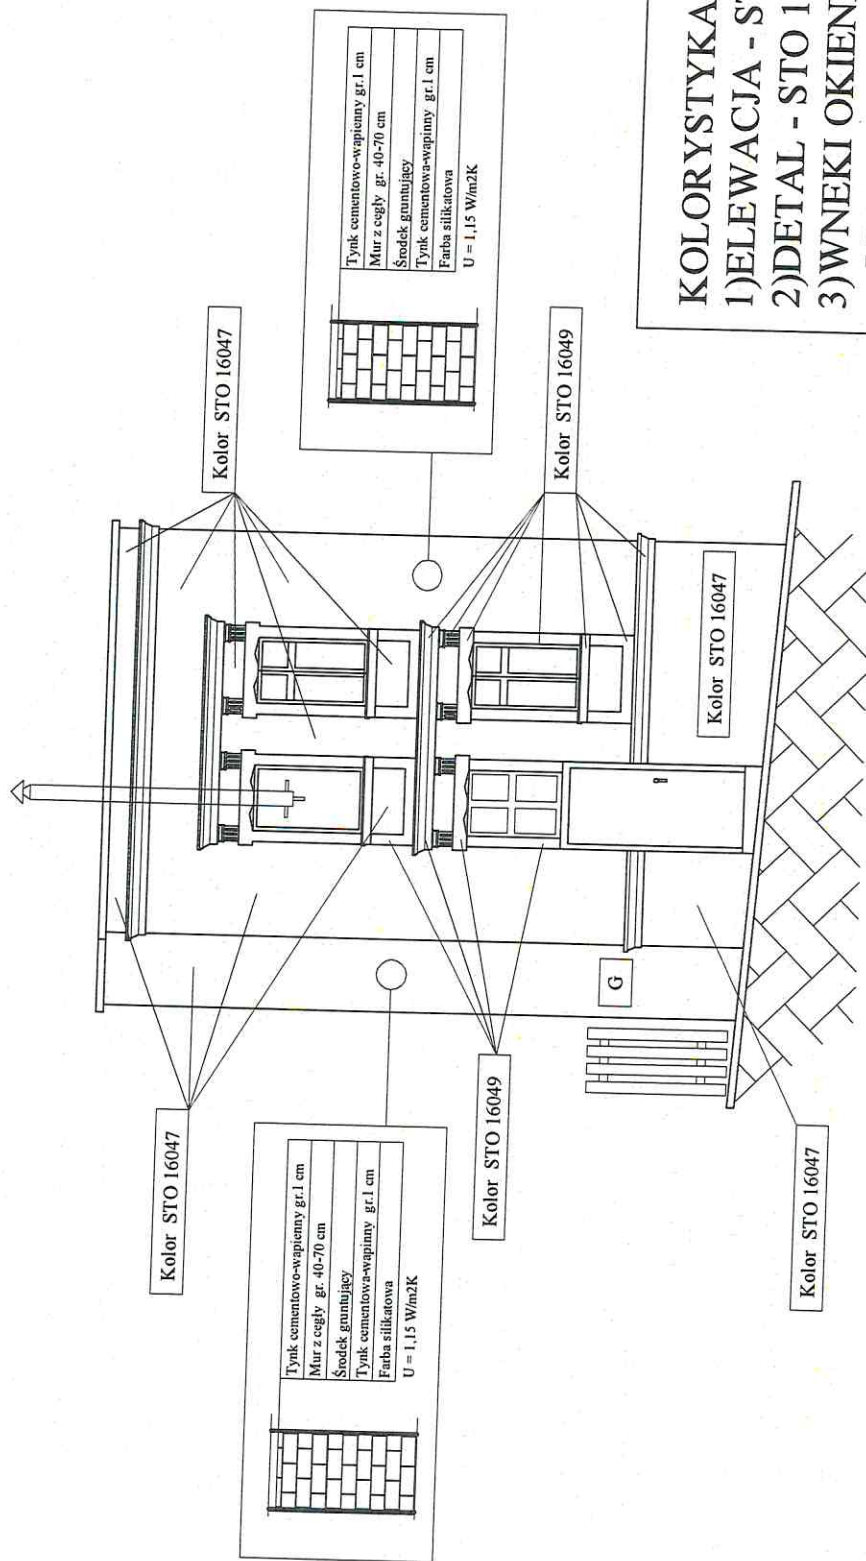 Tynk cementowo-wapienny gr.1 cm
Mur z cegły gr. 40-70 cm
Środek gruntujący
Tynk cementowa-wapinny gr.1 cm
Farba silikatowa
U = 1,15 W/m2K
Kolor STO 16047
Kolor STO 16049
Kolor STO 16047
G
Kolor STO 16047
Kolor STO 16047
Kolor STO 16049
Tynk cementowo-wapienny gr.1 cm
Mur z cegły gr. 40-70 cm
Środek gruntujący
Tynk cementowa-wapinny gr.1 cm
Farba silikatowa
U = 1,15 W/m2K
Kolor STO 16047
KOLORYSTYKA
1)ELEWACJA - ST
2)DETAL - STO 1
3)WNEKI OKIEN